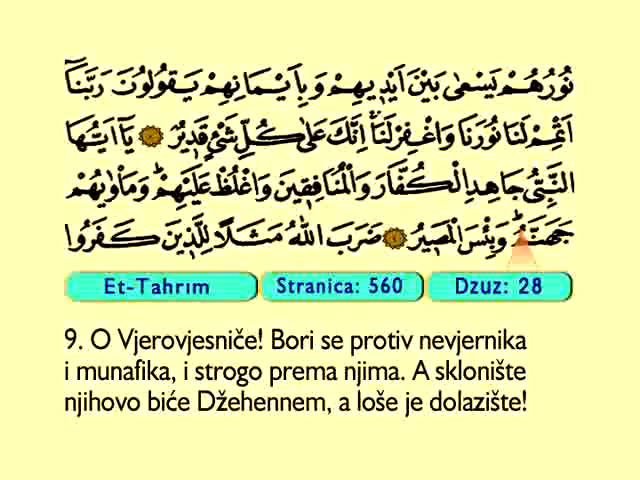 نُورُهُمْ يَسْعٰى بَيْنَ اَيْدِيهِمْ وَبِاَيْمَانِهِمْ يَقُولُونَ رَبَّنَٓا
اَتْمِمْ لَنَا نُورَنَا وَاغْفِرْ لَنَاۚ اِنَّكَ عَلٰى كُلِّ شَيْءٍ قَدِيرٌ يَٓا اَيُّهَا
النَّبِيُّ جَاهِدِ الْكُفَّارَ وَالْمُنَافِقِينَ وَاغْلُظْ عَلَيْهِمْۜ وَمَأْوٰيهُمْ
جَهَنَّمُۜ وَبِئْسَ الْمَصِيرُ ضَرَبَ اللّٰهُ مَثَلًا لِلَّذِينَ كَفَرُوا
Et-Tahrım Stranica: 560 Dzuz: 28
9. O Vjerovjesniče! Bori se protiv nevjernika
i munafika, i strogo prema njima. A sklonište
njihovo biće Džehennem, a loše je dolazište!